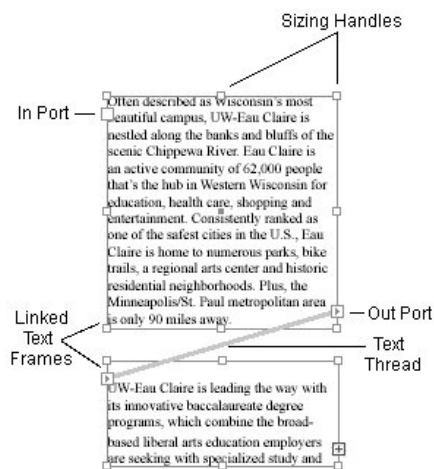 Sizing Handles
In Port
Often described as Wisconsin's most
beautiful campus, UW-Eau Claire is
nestled along the banks and bluffs of the
scenic Chippewa River. Eau Claire is
an active community of 62,000 people
that's the hub in Western Wisconsin for
education, health care, shopping and
entertainment. Consistently ranked as
one of the safest cities in the U.S., Eau
Claire is home to numerous parks, bike
trails, a regional arts center and historic
residential neighborhoods. Plus, the
Minneapolis/St. Paul metropolitan area
is only 90 miles away.
Out Port
Linked
Text
Frames
Text
Thread
UW-Eau Claire is leading the way with
its innovative baccalaureate degree
programs, which combine the broad-
based liberal arts education employers
are seeking with specialized study and